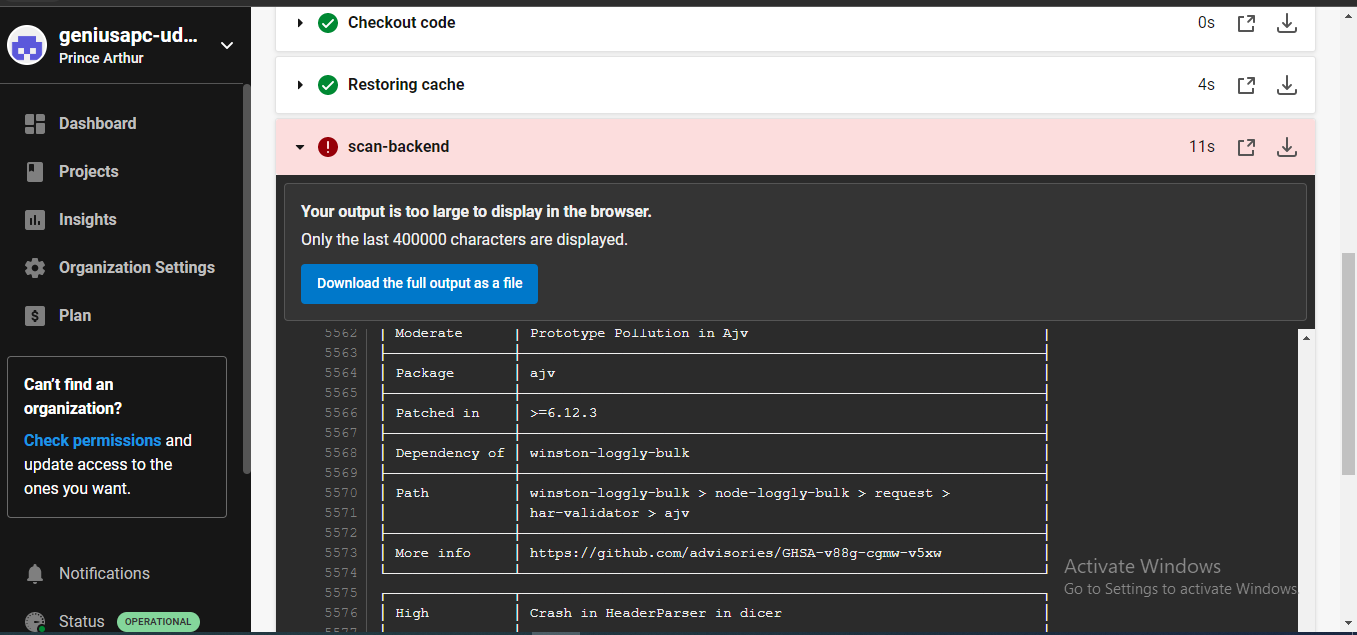 geniusapc-ud...
Prince Arthur
Dashboard
Projects
Insights
Organization Settings
Plan
Can't find an
organization?
Check permissions and
update access to the
ones you want.
Notifications
Status OPERATIONAL
Checkout code 0s
Restoring cache 4s
scan-backend 11s
Your output is too large to display in the browser.
Only the last 400000 characters are displayed.
Download the full output as a file
5562 Moderate Prototype Pollution in Ajv
5563
5564 Package ajv
5565
5566 Patched in >=6.12.3
5567
5568 Dependency of winston-loggly-bulk
5569
5570 Path winston-loggly-bulk > node-loggly-bulk > request >
5571 har-validator > ajv
5572
5573 More info https://github.com/advisories/GHSA-v88g-cgmw-v5xw
5574
5575
5576 High Crash in HeaderParser in dicer
5577
Activate Windows
Go to Settings to activate Windows